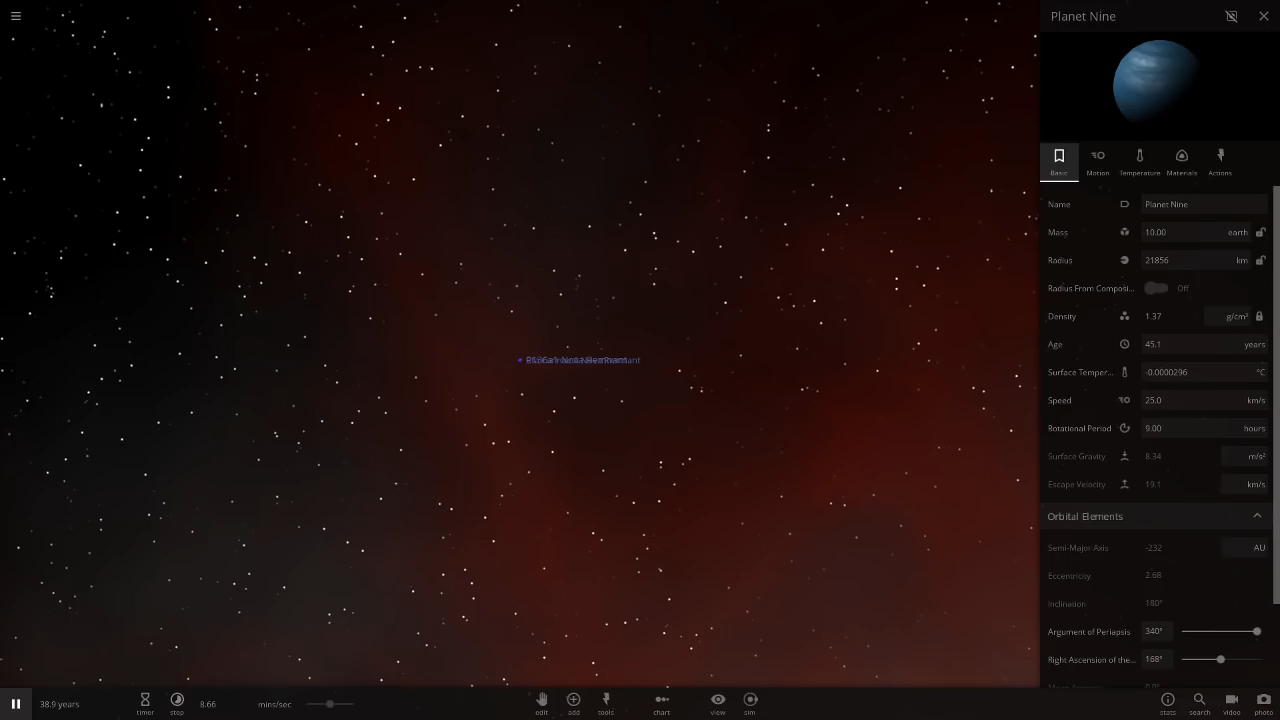 Planet Nine
Basic
Motion
Temperature
Materials
Actions
Name Planet Nine
Mass 10.00 earth
Radius 21856 km
Radius From Composi... Off
Density 1.37 g/cm³
Age 45.1 years
Surface Temper... -0.0000296 °C
Speed 25.0 km/s
Rotational Period 9.00 hours
Surface Gravity 8.34 m/s²
Escape Velocity 19.1 km/s
Orbital Elements
Semi-Major Axis -232 AU
Eccentricity 2.68
Inclination 180°
Argument of Periapsis 340°
Right Ascension of the... 168°
38.9 years
timer
step
8.66 mins/sec
edit
add
tools
chart
view
sim
stats
search
video
photo